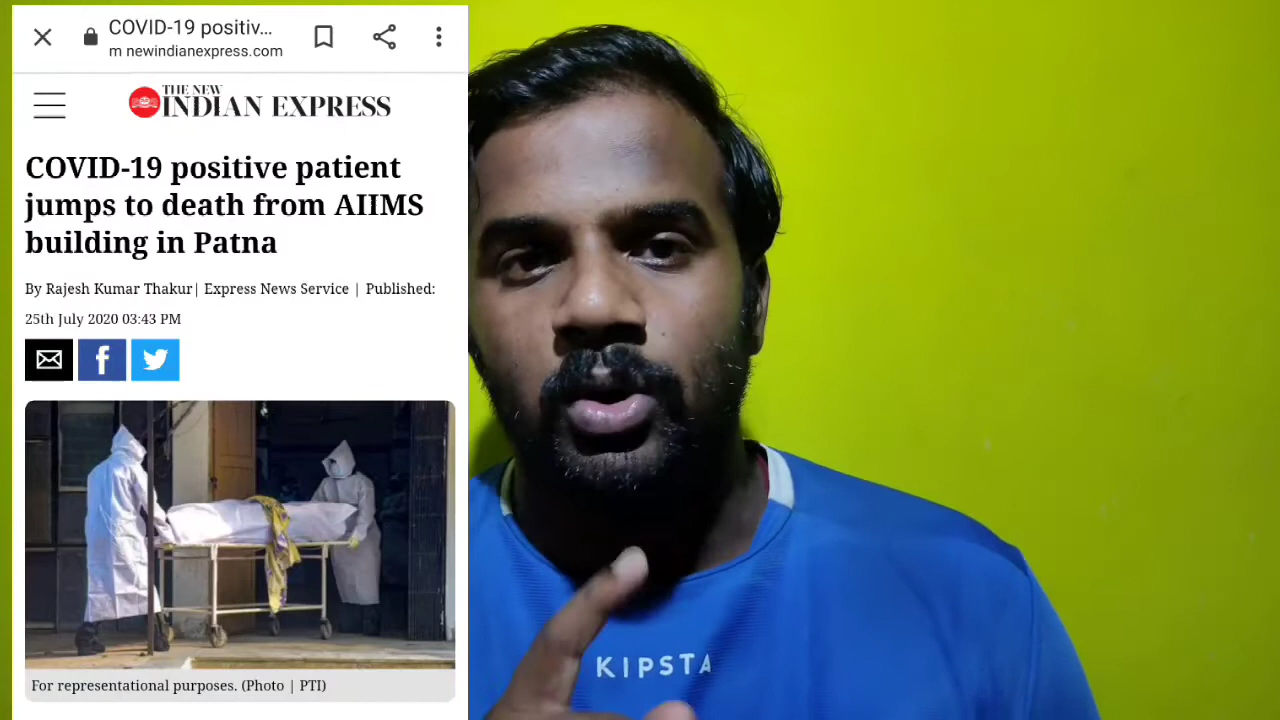 COVID-19 positiv...
m newindianexpress.com
THE NEW
INDIAN EXPRESS
COVID-19 positive patient
jumps to death from AIIMS
building in Patna
By Rajesh Kumar Thakur| Express News Service | Published:
25th July 2020 03:43 PM
For representational purposes. (Photo | PTI)
KIPSTA